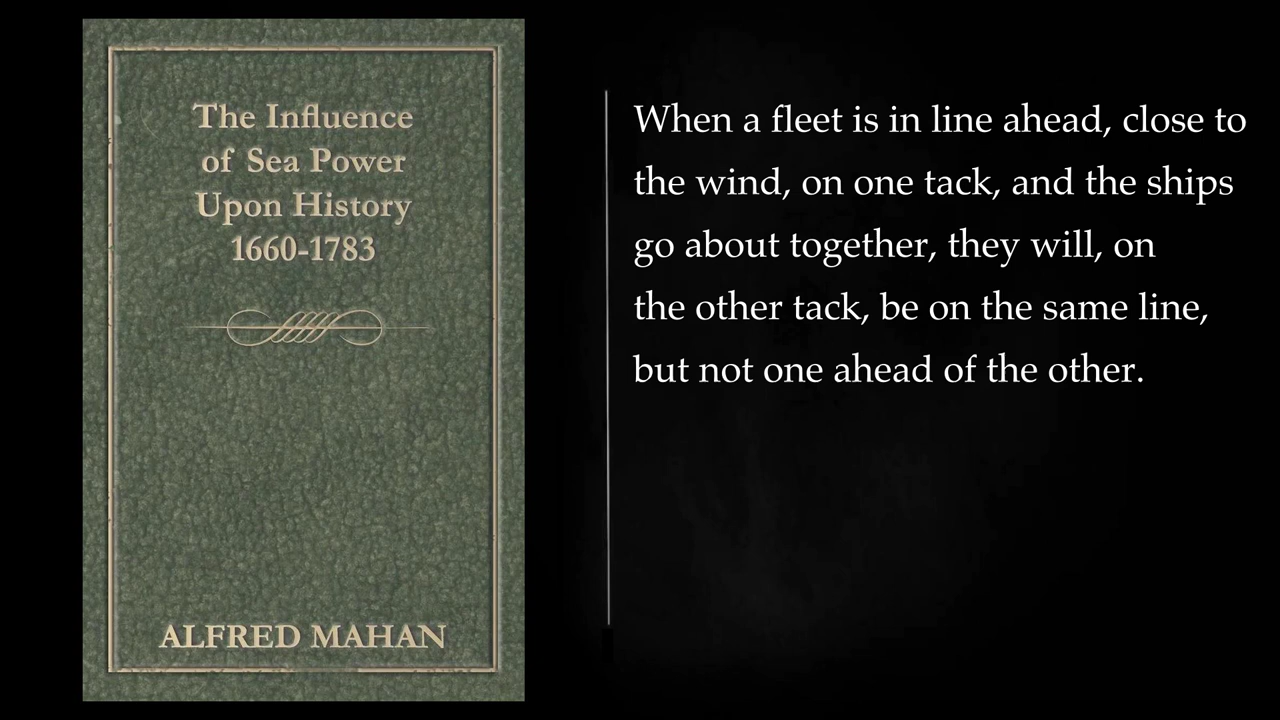 The Influence
of Sea Power
Upon History
1660-1783
ALFRED MAHAN
When a fleet is in line ahead, close to
the wind, on one tack, and the ships
go about together, they will, on
the other tack, be on the same line,
but not one ahead of the other.